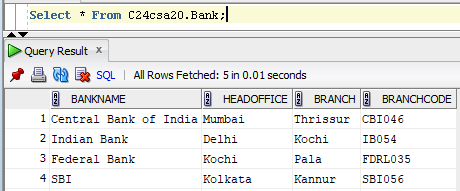 Select * From C24csa20.Bank;
Query Result x
SQL | All Rows Fetched: 5 in 0.01 seconds
BANKNAME HEADOFFICE BRANCH BRANCHCODE
1 Central Bank of India Mumbai Thrissur CBI046
2 Indian Bank Delhi Kochi IB054
3 Federal Bank Kochi Pala FDRL035
4 SBI Kolkata Kannur SBI056